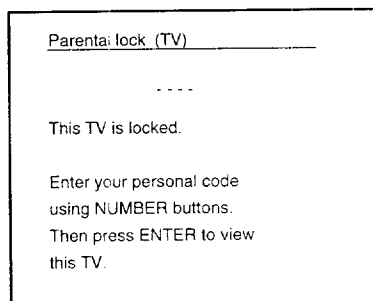 Parental lock (TV)
- - - -
This TV is locked.
Enter your personal code
using NUMBER buttons.
Then press ENTER to view
this TV.